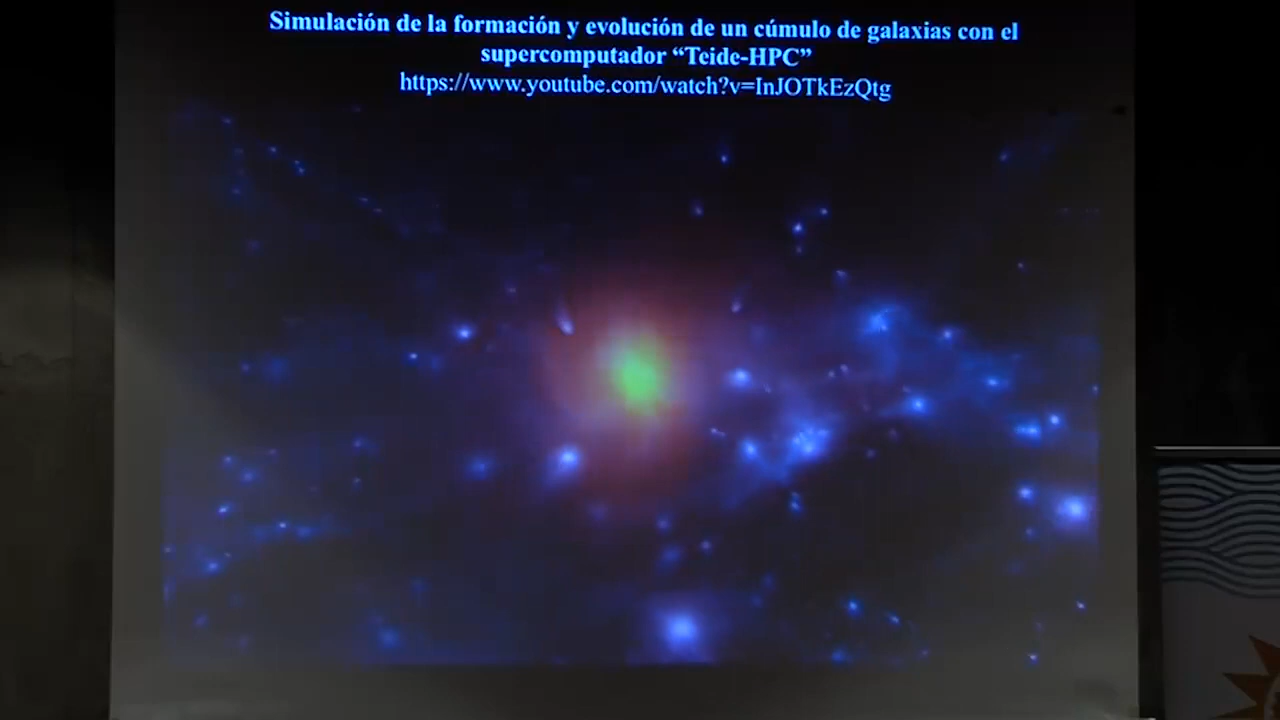 Simulación de la formación y evolución de un cúmulo de galaxias con el
supercomputador “Teide-HPC”
https://www.youtube.com/watch?v=InJOTkEzQtg